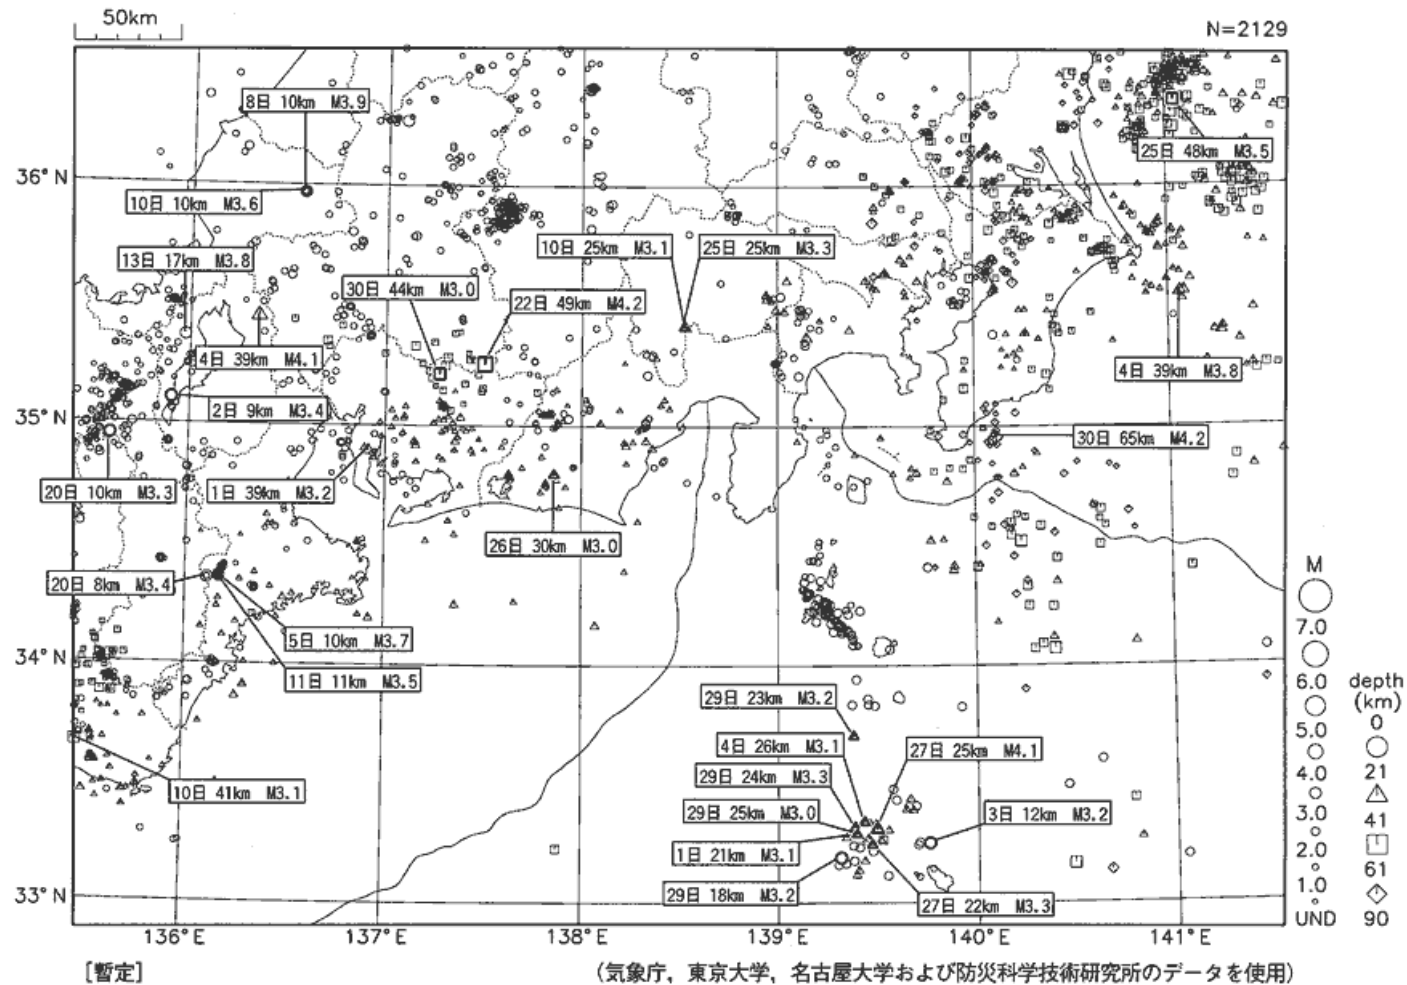 50km
N=2129
8日 10km M3.9
25日 48km M3.5
36°N
10日 10km M3.6
13日 17km M3.8
10日 25km M3.1
25日 25km M3.3
30日 44km M3.0
22日 49km M4.2
4日 39km M4.1
4日 39km M3.8
2日 9km M3.4
35°N
30日 65km M4.2
20日 10km M3.3
1日 39km M3.2
26日 30km M3.0
20日 8km M3.4
5日 10km M3.7
34°N
11日 11km M3.5
29日 23km M3.2
4日 26km M3.1
27日 25km M4.1
29日 24km M3.3
10日 41km M3.1
29日 25km M3.0
3日 12km M3.2
1日 21km M3.1
29日 18km M3.2
27日 22km M3.3
33°N
136°E
137°E
138°E
139°E
140°E
141°E
M
7.0
6.0
5.0
4.0
3.0
2.0
1.0
UND
depth
(km)
0
21
41
61
90
[暫定]
(気象庁，東京大学，名古屋大学および防災科学技術研究所のデータを使用)